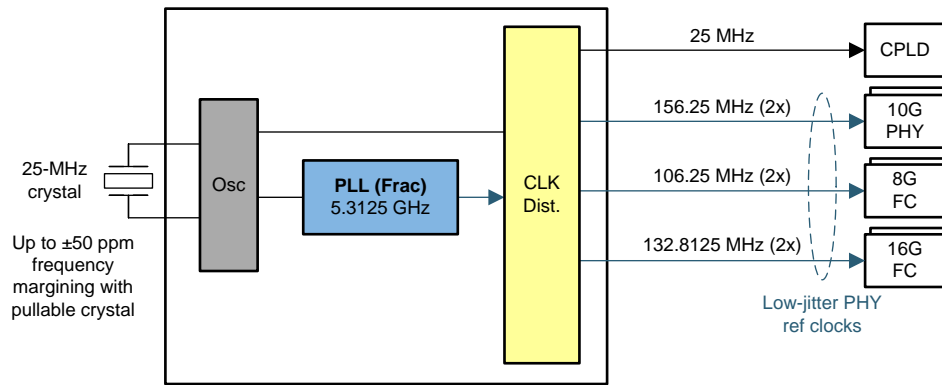 25-MHz
crystal
Up to ±50 ppm
frequency
margining with
pullable crystal
Osc
PLL (Frac)
5.3125 GHz
CLK
Dist.
25 MHz
156.25 MHz (2x)
106.25 MHz (2x)
132.8125 MHz (2x)
CPLD
10G
PHY
8G
FC
16G
FC
Low-jitter PHY
ref clocks